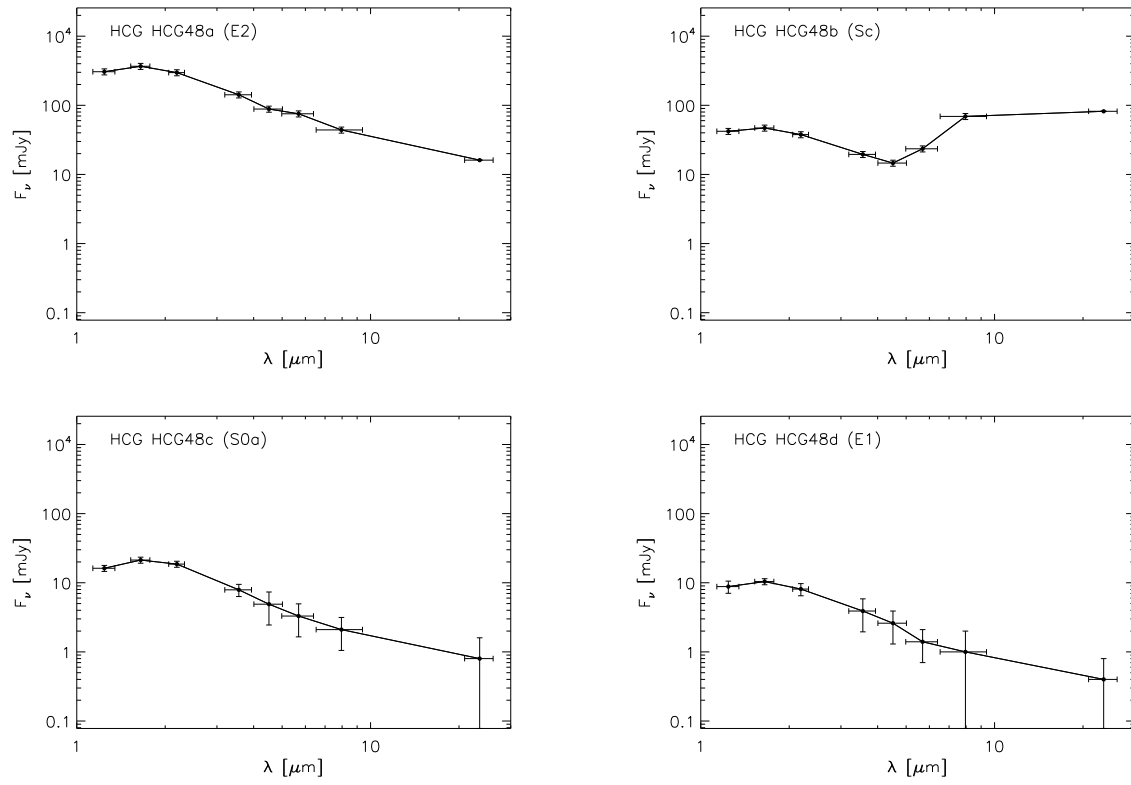 HCG HCG48a (E2)
10⁴
1000
100
10
1
0.1
F_ν [mJy]
1
10
λ [μm]
HCG HCG48b (Sc)
10⁴
100
10
1
0.1
F_ν [mJy]
1
10
λ [μm]
HCG HCG48c (S0a)
10⁴
100
10
1
0.1
F_ν [mJy]
1
10
λ [μm]
HCG HCG48d (E1)
10⁴
100
10
1
0.1
F_ν [mJy]
1
10
λ [μm]